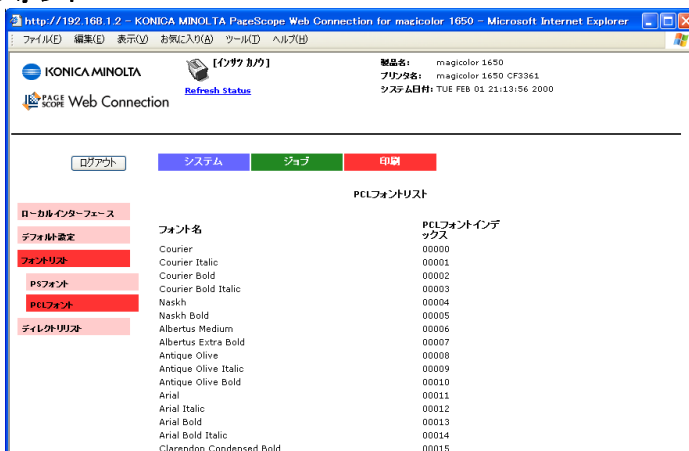 http://192.168.1.2 - KONICA MINOLTA PageScope Web Connection for magicolor 1650 - Microsoft Internet Explorer
ファイル(F) 編集(E) 表示(V) お気に入り(A) ツール(T) ヘルプ(H)
KONICA MINOLTA
PAGE SCOPE Web Connection
[インサツ カノウ]
Refresh Status
製品名: magicolor 1650
プリンタ名: magicolor 1650 CF3361
システム日付: TUE FEB 01 21:13:56 2000
ログアウト システム ジョブ 印刷
PCLフォントリスト
ローカルインターフェース
デフォルト設定
フォントリスト
PSフォント
PCLフォント
ディレクトリリスト
フォント名 PCLフォントインデックス
Courier 00000
Courier Italic 00001
Courier Bold 00002
Courier Bold Italic 00003
Naskh 00004
Naskh Bold 00005
Albertus Medium 00006
Albertus Extra Bold 00007
Antique Olive 00008
Antique Olive Italic 00009
Antique Olive Bold 00010
Arial 00011
Arial Italic 00012
Arial Bold 00013
Arial Bold Italic 00014
Clarendon Condensed Bold 00015